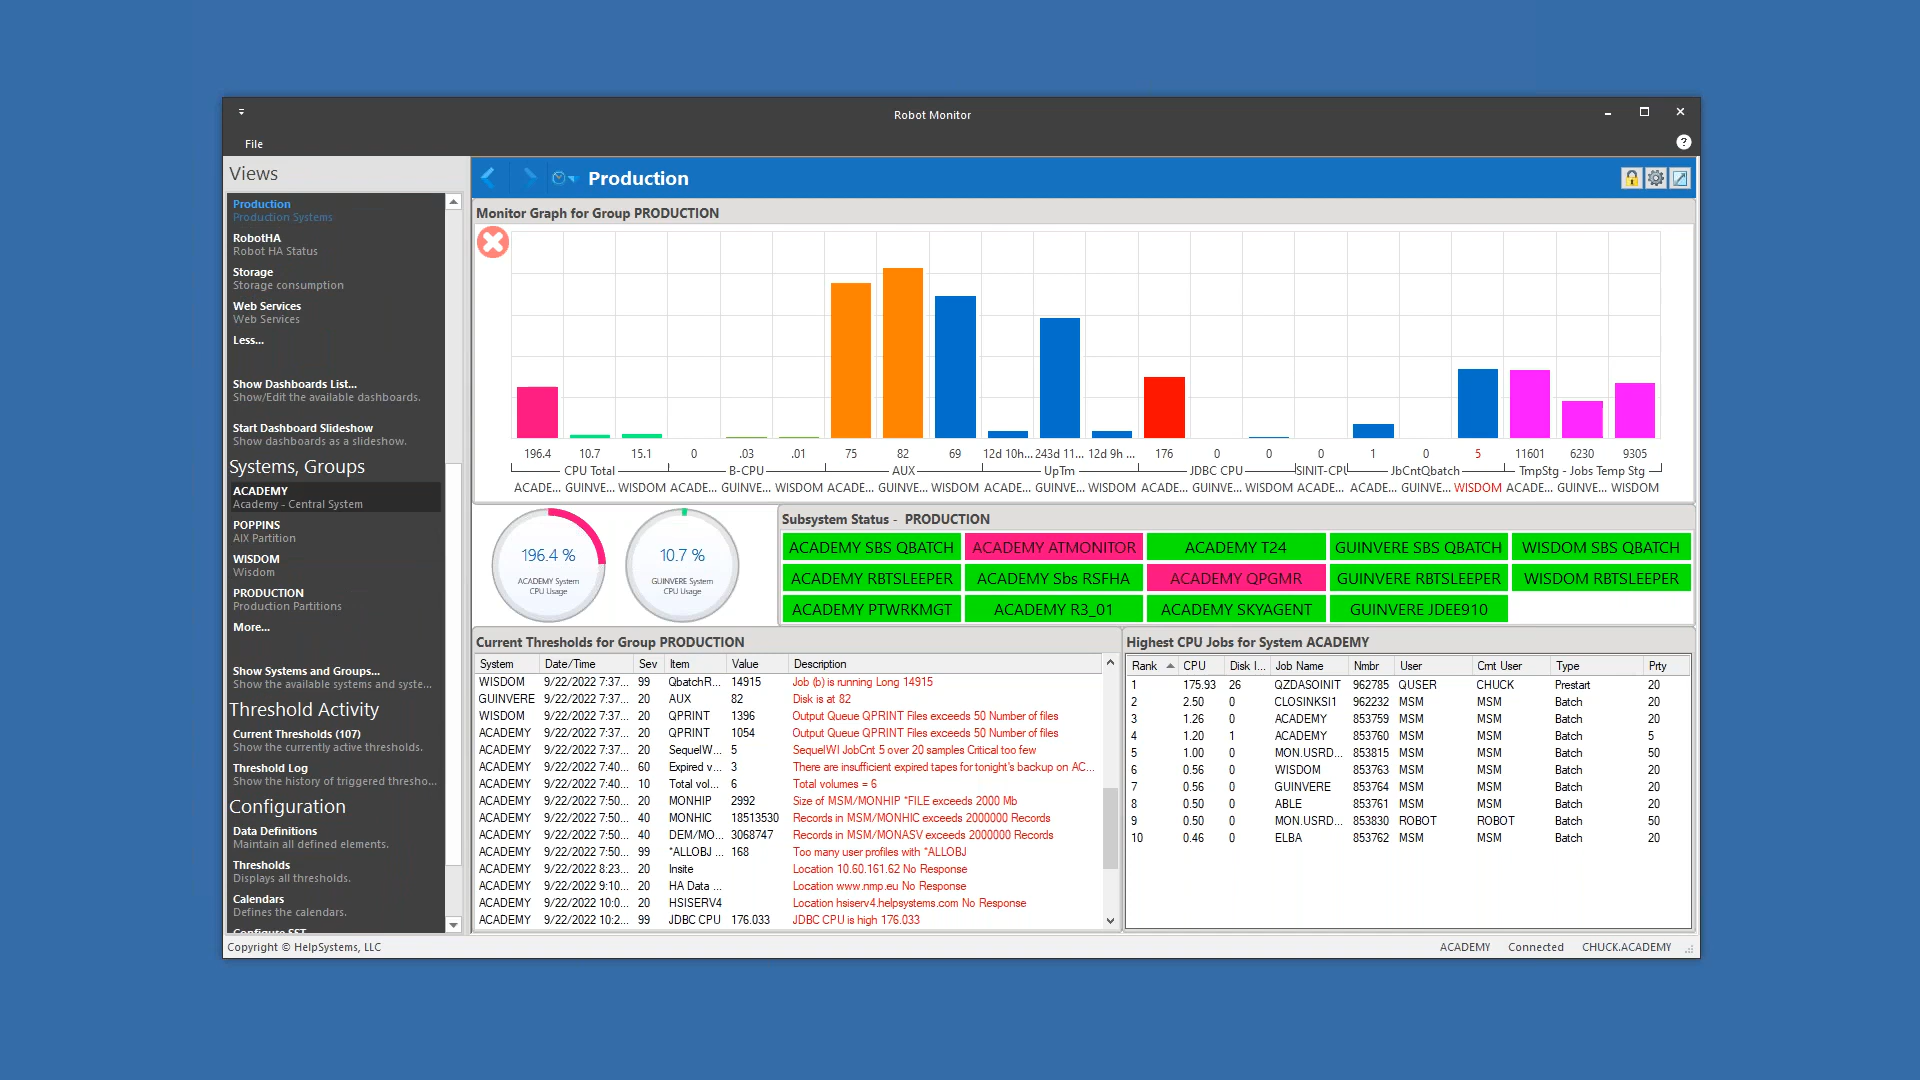 Robot Monitor
File
?
Views
Production
Production Systems
RobotHA
Robot HA Status
Storage
Storage consumption
Web Services
Web Services
Less...
Show Dashboards List...
Show/Edit the available dashboards.
Start Dashboard Slideshow
Show dashboards as a slideshow.
Systems, Groups
ACADEMY
Academy - Central System
POPPINS
AIX Partition
WISDOM
Wisdom
PRODUCTION
Production Partitions
More...
Show Systems and Groups...
Show the available systems and syste...
Threshold Activity
Current Thresholds (107)
Show the currently active thresholds.
Threshold Log
Show the history of triggered thresho...
Configuration
Data Definitions
Maintain all defined elements.
Thresholds
Displays all thresholds.
Calendars
Defines the calendars.
Configure SST
Production
Monitor Graph for Group PRODUCTION
196.4 10.7 15.1 0 .03 .01 75 82 69 12d 10h... 243d 11... 12d 9h ... 176 0 0 0 1 0 5 11601 6230 9305
CPU Total B-CPU AUX UpTm JDBC CPU SINIT-CPU JbCntQbatch TmpStg - Jobs Temp Stg
ACADE... GUINVE... WISDOM ACADE... GUINVE... WISDOM ACADE... GUINVE... WISDOM ACADE... GUINVE... WISDOM ACADE... GUINVE... WISDOM ACADE... ACADE... GUINVE... WISDOM ACADE... GUINVE... WISDOM
196.4 %
ACADEMY System
CPU Usage
10.7 %
GUINVERE System
CPU Usage
Subsystem Status - PRODUCTION
ACADEMY SBS QBATCH ACADEMY ATMONITOR ACADEMY T24 GUINVERE SBS QBATCH WISDOM SBS QBATCH
ACADEMY RBTSLEEPER ACADEMY Sbs RSFHA ACADEMY QPGMR GUINVERE RBTSLEEPER WISDOM RBTSLEEPER
ACADEMY PTWRKMGT ACADEMY R3_01 ACADEMY SKYAGENT GUINVERE JDEE910
Current Thresholds for Group PRODUCTION
System Date/Time Sev Item Value Description
WISDOM 9/22/2022 7:37... 99 QbatchR... 14915 Job (b) is running Long 14915
GUINVERE 9/22/2022 7:37... 20 AUX 82 Disk is at 82
WISDOM 9/22/2022 7:37... 20 QPRINT 1396 Output Queue QPRINT Files exceeds 50 Number of files
ACADEMY 9/22/2022 7:37... 20 QPRINT 1054 Output Queue QPRINT Files exceeds 50 Number of files
ACADEMY 9/22/2022 7:37... 20 SequelW... 5 SequelWI JobCnt 5 over 20 samples Critical too few
ACADEMY 9/22/2022 7:40... 60 Expired v... 3 There are insufficient expired tapes for tonight's backup on AC...
ACADEMY 9/22/2022 7:40... 10 Total vol... 6 Total volumes = 6
ACADEMY 9/22/2022 7:50... 20 MONHIP 2992 Size of MSM/MONHIP *FILE exceeds 2000 Mb
ACADEMY 9/22/2022 7:50... 40 MONHIC 18513530 Records in MSM/MONHIC exceeds 2000000 Records
ACADEMY 9/22/2022 7:50... 40 DEM/MO... 3068747 Records in MSM/MONASV exceeds 2000000 Records
ACADEMY 9/22/2022 7:50... 99 *ALLOBJ ... 168 Too many user profiles with *ALLOBJ
ACADEMY 9/22/2022 8:23... 20 Insite Location 10.60.161.62 No Response
ACADEMY 9/22/2022 9:10... 20 HA Data ... Location www.nmp.eu No Response
ACADEMY 9/22/2022 10:0... 20 HSISERV4 Location hsiserv4.helpsystems.com No Response
ACADEMY 9/22/2022 10:2... 99 JDBC CPU 176.033 JDBC CPU is high 176.033
Highest CPU Jobs for System ACADEMY
Rank CPU Disk I... Job Name Nmbr User Crnt User Type Prty
1 175.93 26 QZDASOINIT 962785 QUSER CHUCK Prestart 20
2 2.50 0 CLOSINKSI1 962232 MSM MSM Batch 20
3 1.26 0 ACADEMY 853759 MSM MSM Batch 20
4 1.20 1 ACADEMY 853760 MSM MSM Batch 5
5 1.00 0 MON.USRD... 853815 MSM MSM Batch 50
6 0.56 0 WISDOM 853763 MSM MSM Batch 20
7 0.56 0 GUINVERE 853764 MSM MSM Batch 20
8 0.50 0 ABLE 853761 MSM MSM Batch 20
9 0.50 0 MON.USRD... 853830 ROBOT ROBOT Batch 50
10 0.46 0 ELBA 853762 MSM MSM Batch 20
Copyright © HelpSystems, LLC
ACADEMY Connected CHUCK.ACADEMY